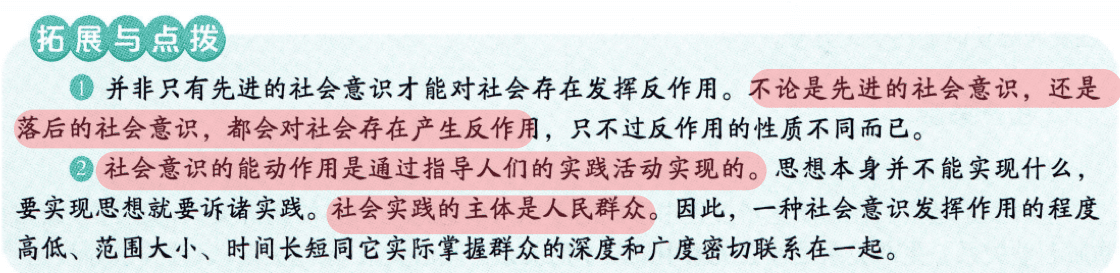 拓展与点拨
① 并非只有先进的社会意识才能对社会存在发挥反作用。不论是先进的社会意识，还是
落后的社会意识，都会对社会存在产生反作用，只不过反作用的性质不同而已。
② 社会意识的能动作用是通过指导人们的实践活动实现的。思想本身并不能实现什么，
要实现思想就要诉诸实践。社会实践的主体是人民群众。因此，一种社会意识发挥作用的程度
高低、范围大小、时间长短同它实际掌握群众的深度和广度密切联系在一起。